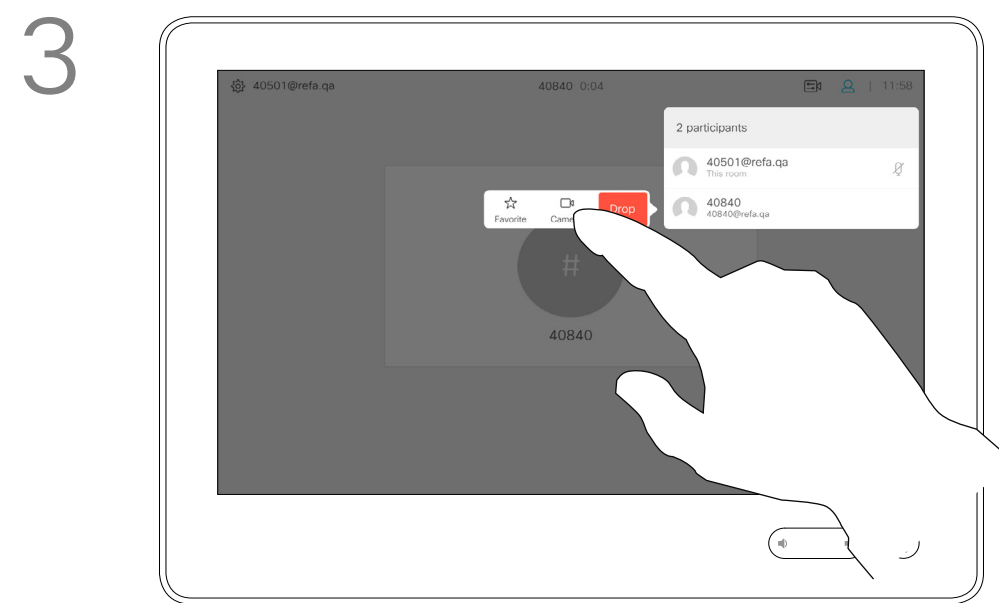 3
40501@refa.qa
40840 0:04
| 11:58
2 participants
40501@refa.qa
This room
40840
40840@refa.qa
Favorite
Drop
#
40840